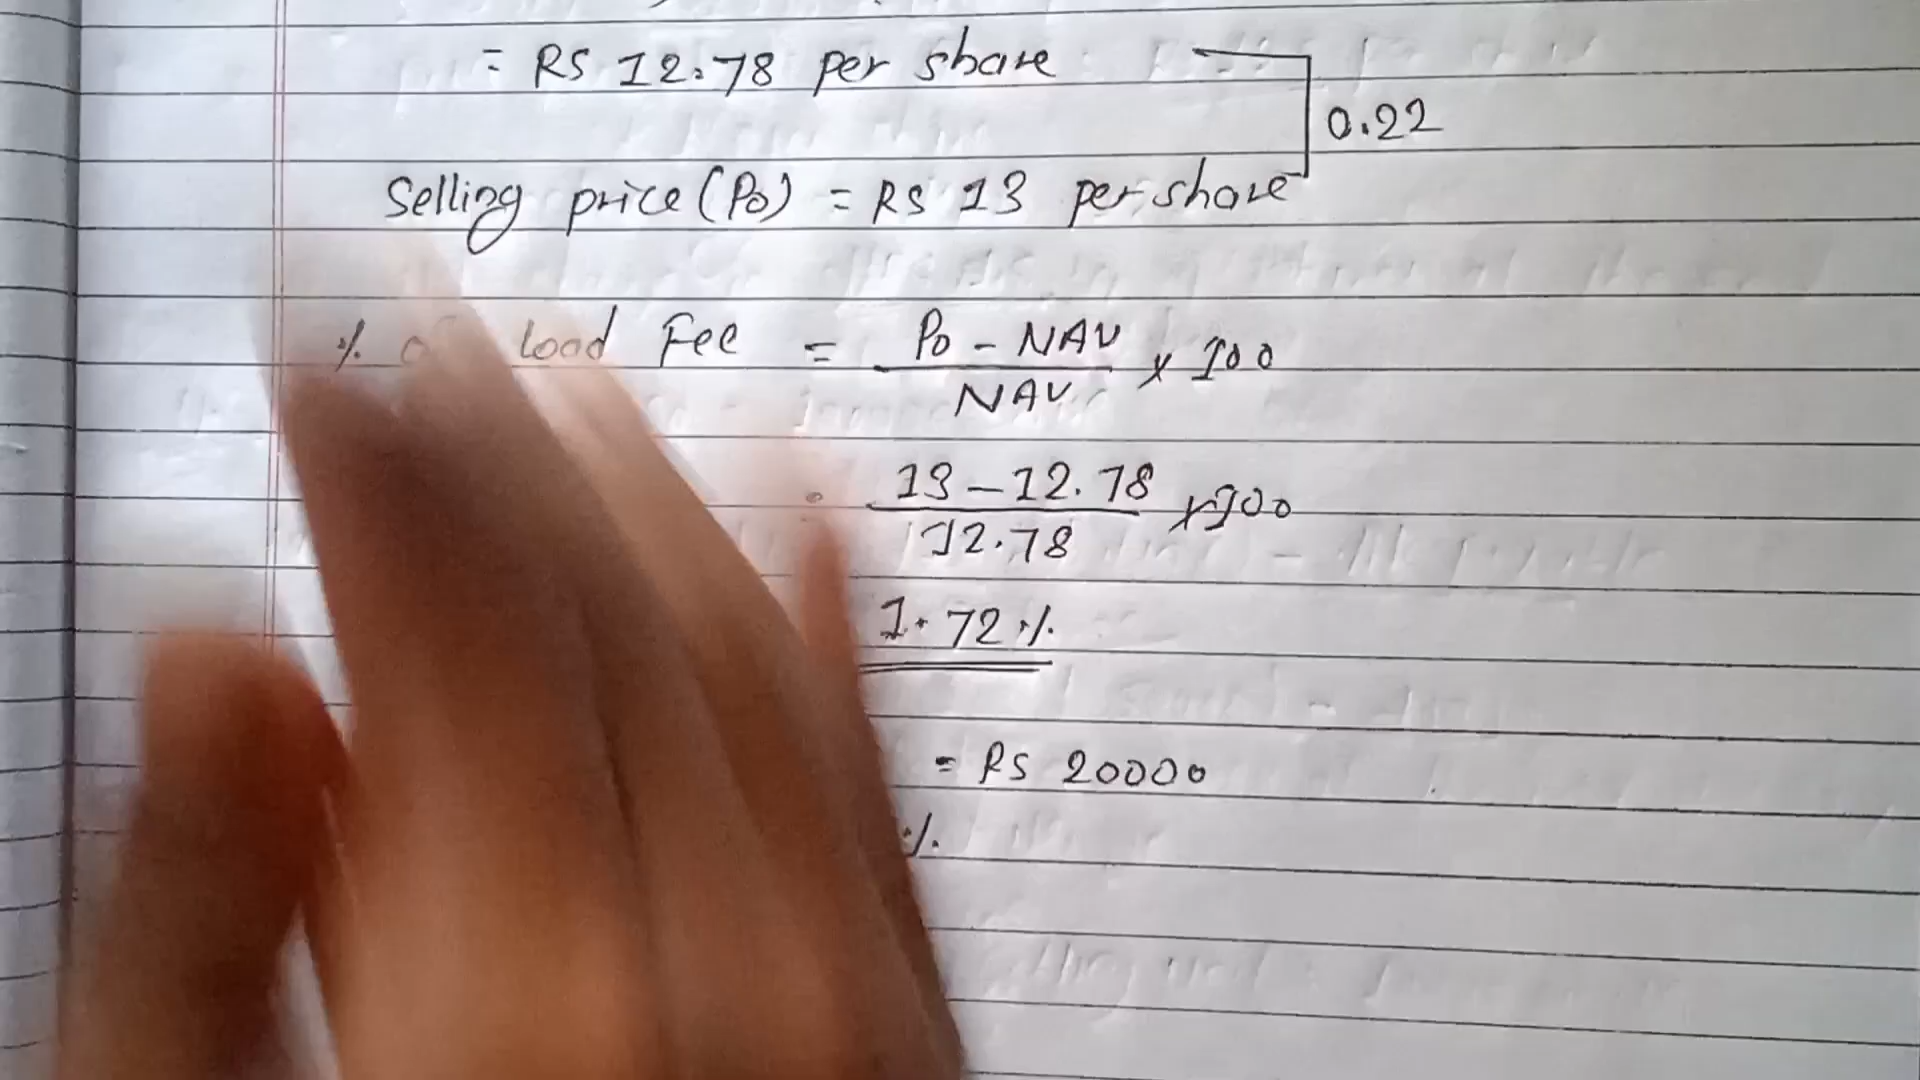 = RS 12.78 per share
0.22
Selling price (Po) = RS 13 per share
% of load Fee = Po - NAV / NAV x 100
13 - 12.78 / 12.78 x 100
1.72 %
= RS 20000
%